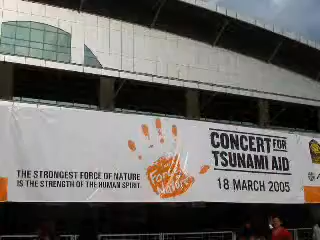 THE STRONGEST FORCE OF NATURE
IS THE STRENGTH OF THE HUMAN SPIRIT.
Force
of Nature
CONCERT FOR
TSUNAMI AID
18 MARCH 2005